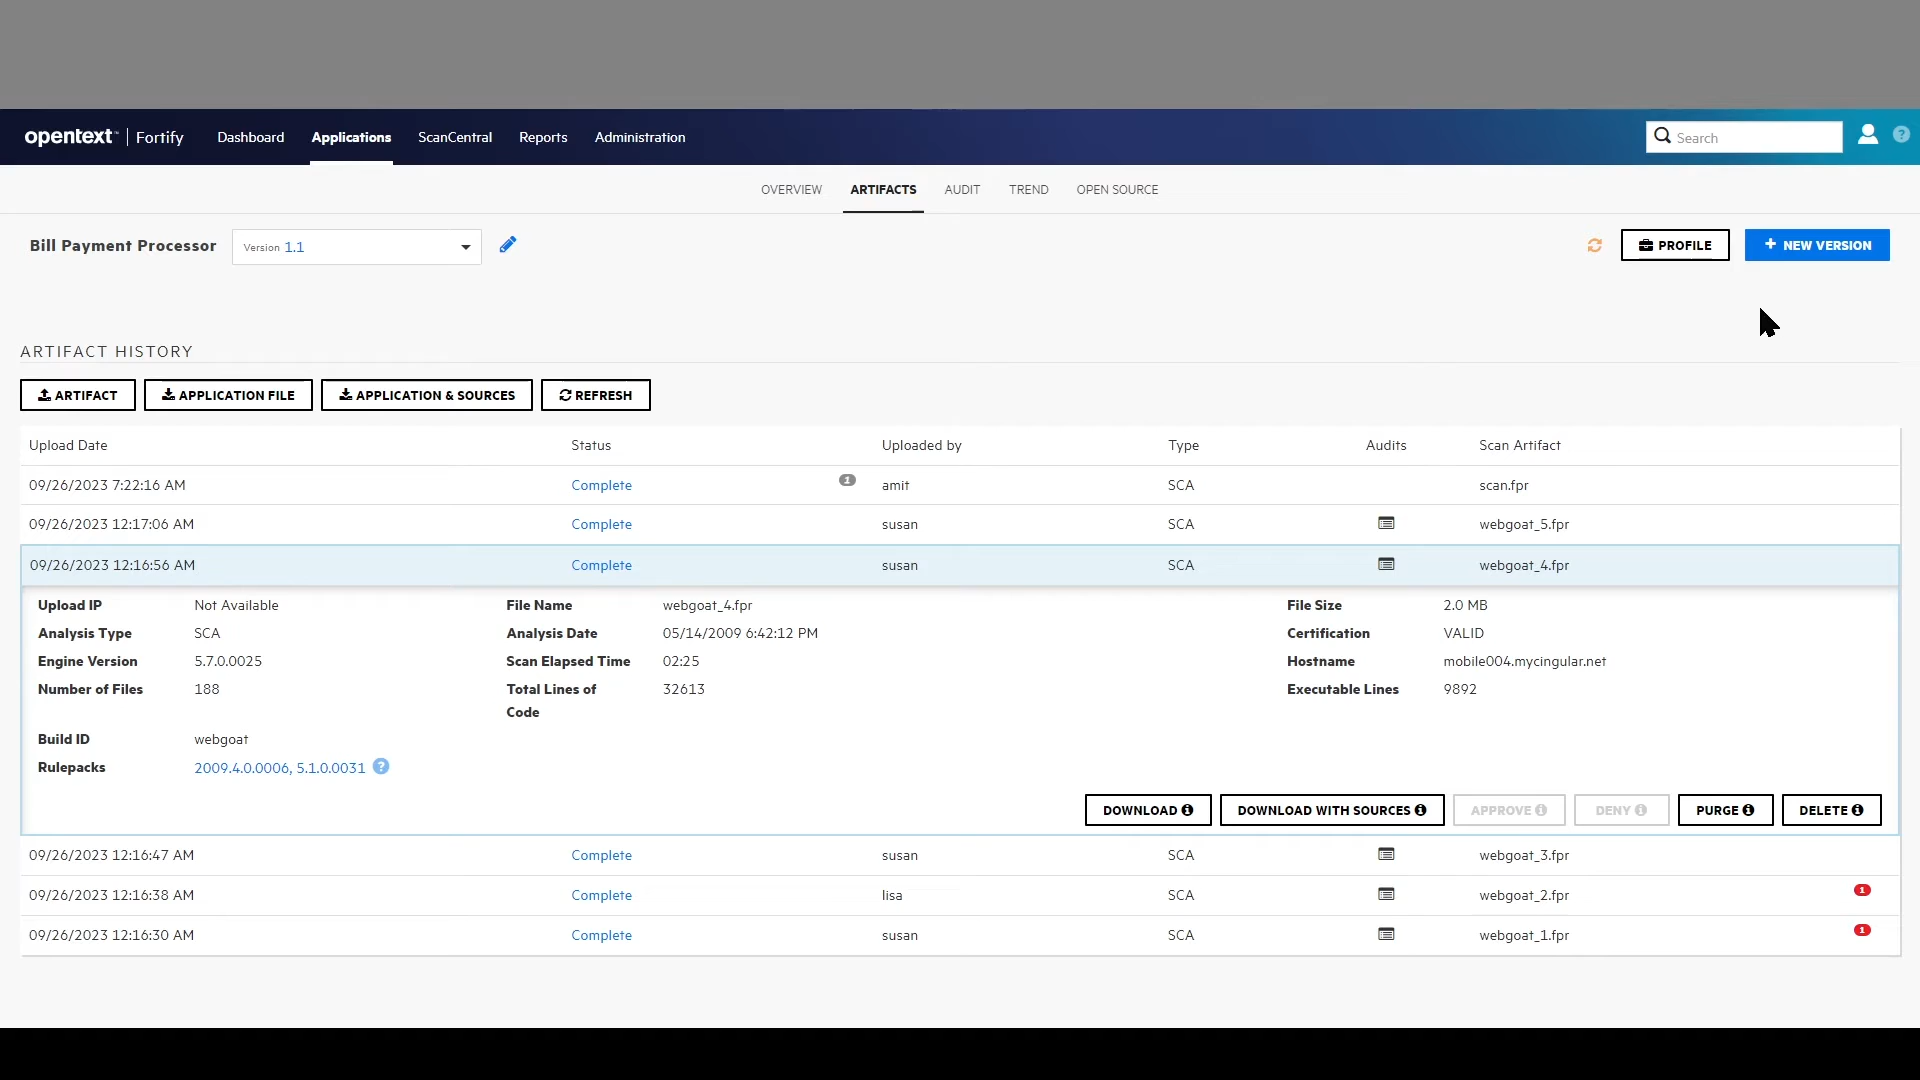 opentext™ | Fortify Dashboard Applications ScanCentral Reports Administration Search ?
OVERVIEW ARTIFACTS AUDIT TREND OPEN SOURCE
Bill Payment Processor Version 1.1 PROFILE + NEW VERSION
ARTIFACT HISTORY
ARTIFACT APPLICATION FILE APPLICATION & SOURCES REFRESH
Upload Date Status Uploaded by Type Audits Scan Artifact
09/26/2023 7:22:16 AM Complete 1 amit SCA scan.fpr
09/26/2023 12:17:06 AM Complete susan SCA webgoat_5.fpr
09/26/2023 12:16:56 AM Complete susan SCA webgoat_4.fpr
Upload IP Not Available File Name webgoat_4.fpr File Size 2.0 MB
Analysis Type SCA Analysis Date 05/14/2009 6:42:12 PM Certification VALID
Engine Version 5.7.0.0025 Scan Elapsed Time 02:25 Hostname mobile004.mycingular.net
Number of Files 188 Total Lines of 32613 Executable Lines 9892
Code
Build ID webgoat
Rulepacks 2009.4.0.0006, 5.1.0.0031 ?
DOWNLOAD DOWNLOAD WITH SOURCES APPROVE DENY PURGE DELETE
09/26/2023 12:16:47 AM Complete susan SCA webgoat_3.fpr
09/26/2023 12:16:38 AM Complete lisa SCA webgoat_2.fpr 1
09/26/2023 12:16:30 AM Complete susan SCA webgoat_1.fpr 1